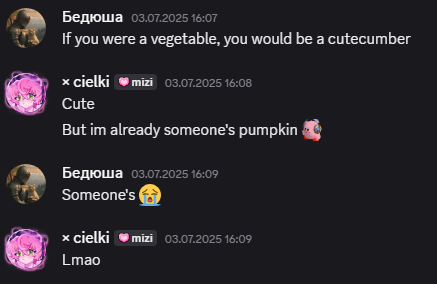 Бедюша 03.07.2025 16:07
If you were a vegetable, you would be a cutecumber
× cielki mizi 03.07.2025 16:08
Cute
But im already someone's pumpkin
Бедюша 03.07.2025 16:09
Someone's 😭
× cielki mizi 03.07.2025 16:09
Lmao